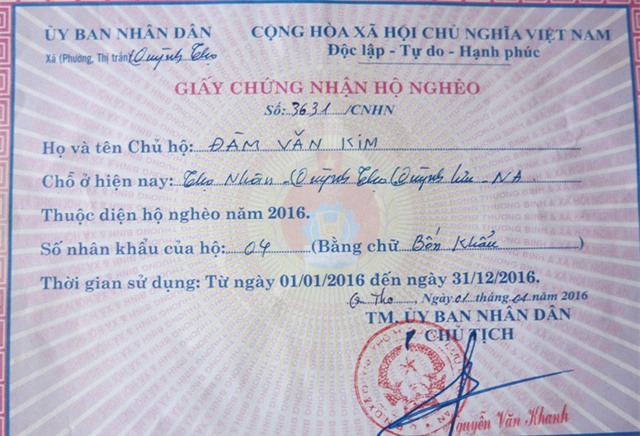 ỦY BAN NHÂN DÂN
Xã (Phường, Thị trấn) Quỳnh Thọ
CỘNG HÒA XÃ HỘI CHỦ NGHĨA VIỆT NAM
Độc lập - Tự do - Hạnh phúc
GIẤY CHỨNG NHẬN HỘ NGHÈO
Số: 3631 /CNHN
Họ và tên Chủ hộ: ĐÀM VĂN KIM
Chỗ ở hiện nay: Thọ Nhân - Quỳnh Thọ Quỳnh Lưu - NA
Thuộc diện hộ nghèo năm 2016.
Số nhân khẩu của hộ: 04 (Bằng chữ Bốn Khẩu)
Thời gian sử dụng: Từ ngày 01/01/2016 đến ngày 31/12/2016.
Q Thọ, Ngày 01 tháng 01 năm 2016
TM. ỦY BAN NHÂN DÂN
CHỦ TỊCH
guyễn Văn Khanh